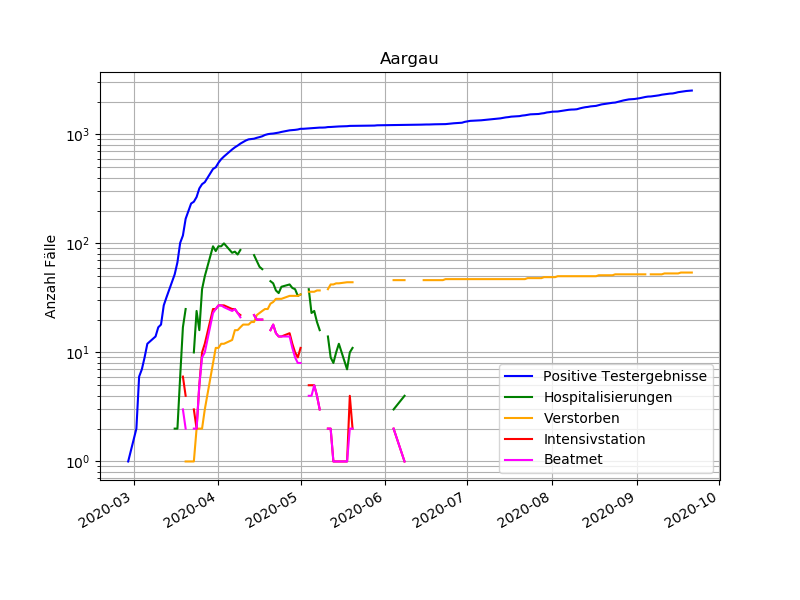 Aargau
Anzahl Fälle
10³
10²
10¹
10⁰
2020-03
2020-04
2020-05
2020-06
2020-07
2020-08
2020-09
2020-10
Positive Testergebnisse
Hospitalisierungen
Verstorben
Intensivstation
Beatmet